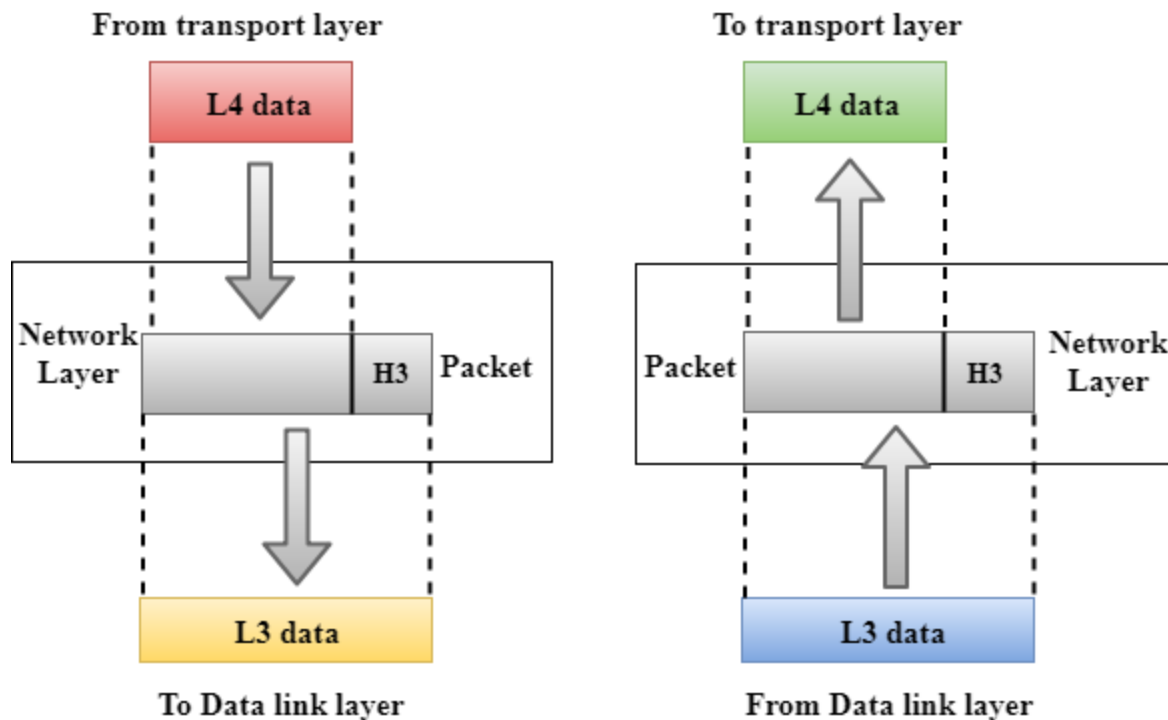 From transport layer
L4 data
Network
Layer
H3
Packet
L3 data
To Data link layer
To transport layer
L4 data
Packet
H3
Network
Layer
L3 data
From Data link layer